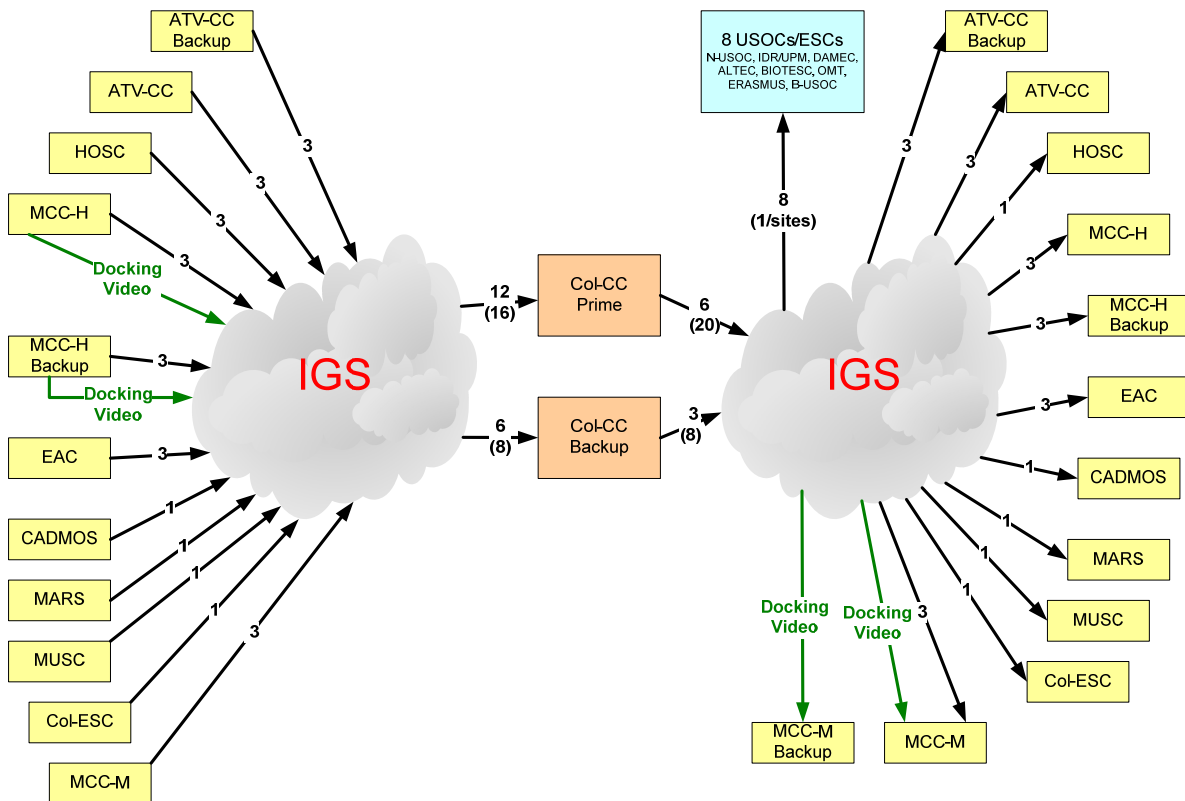 ATV-CC
Backup
3
ATV-CC
3
HOSC
3
MCC-H
3
Docking
Video
MCC-H
Backup
3
Docking
Video
EAC
3
CADMOS
1
MARS
1
MUSC
1
Col-ESC
1
MCC-M
3
IGS
12
(16)
6
(8)
Col-CC
Prime
Col-CC
Backup
6
(20)
3
(8)
8 USOCs/ESCs
N-USOC, IDR/UPM, DAMEC,
ALTEC, BIOTESC, OMT,
ERASMUS, B-USOC
8
(1/sites)
IGS
3
ATV-CC
Backup
3
ATV-CC
1
HOSC
3
MCC-H
3
MCC-H
Backup
3
EAC
1
CADMOS
1
MARS
1
MUSC
1
Col-ESC
3
MCC-M
Docking
Video
Docking
Video
MCC-M
Backup